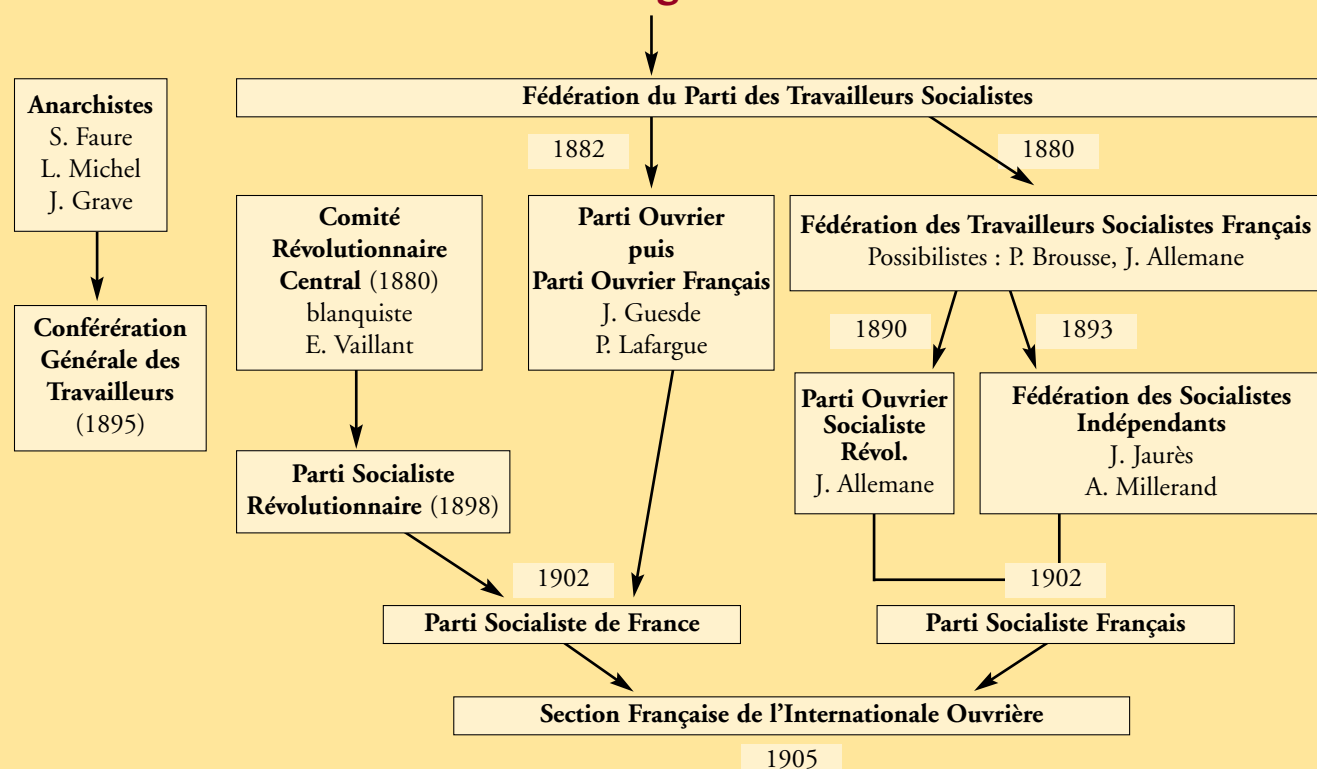 Anarchistes
S. Faure
L. Michel
J. Grave
Conférération
Générale des
Travailleurs
(1895)
Fédération du Parti des Travailleurs Socialistes
1882
1880
Comité
Révolutionnaire
Central (1880)
blanquiste
E. Vaillant
Parti Ouvrier
puis
Parti Ouvrier Français
J. Guesde
P. Lafargue
Fédération des Travailleurs Socialistes Français
Possibilistes : P. Brousse, J. Allemane
1890
1893
Parti Ouvrier
Socialiste
Révol.
J. Allemane
Fédération des Socialistes
Indépendants
J. Jaurès
A. Millerand
Parti Socialiste
Révolutionnaire (1898)
1902
1902
Parti Socialiste de France
Parti Socialiste Français
Section Française de l’Internationale Ouvrière
1905